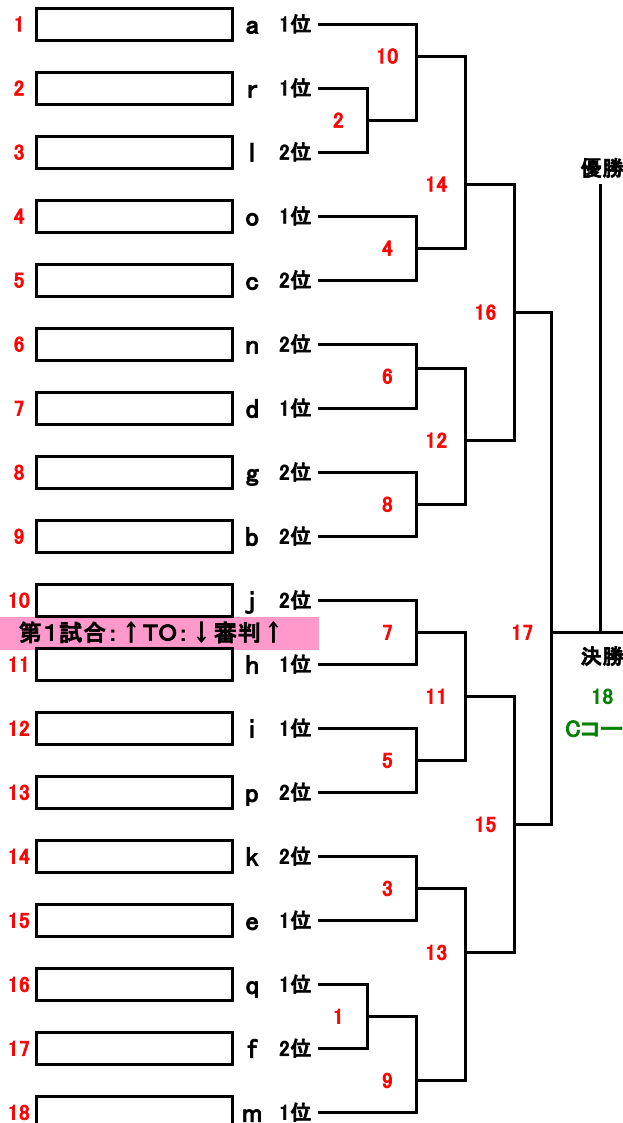 1 a 1位
10
2 r 1位
2
3 l 2位
優勝
14
4 o 1位
4
5 c 2位
16
6 n 2位
6
7 d 1位
12
8 g 2位
8
9 b 2位
10 j 2位
第1試合:↑TO:↓審判↑
7
17
決勝
11 h 1位
11
18
12 i 1位
Cコー
5
13 p 2位
15
14 k 2位
3
15 e 1位
13
16 q 1位
1
17 f 2位
9
18 m 1位